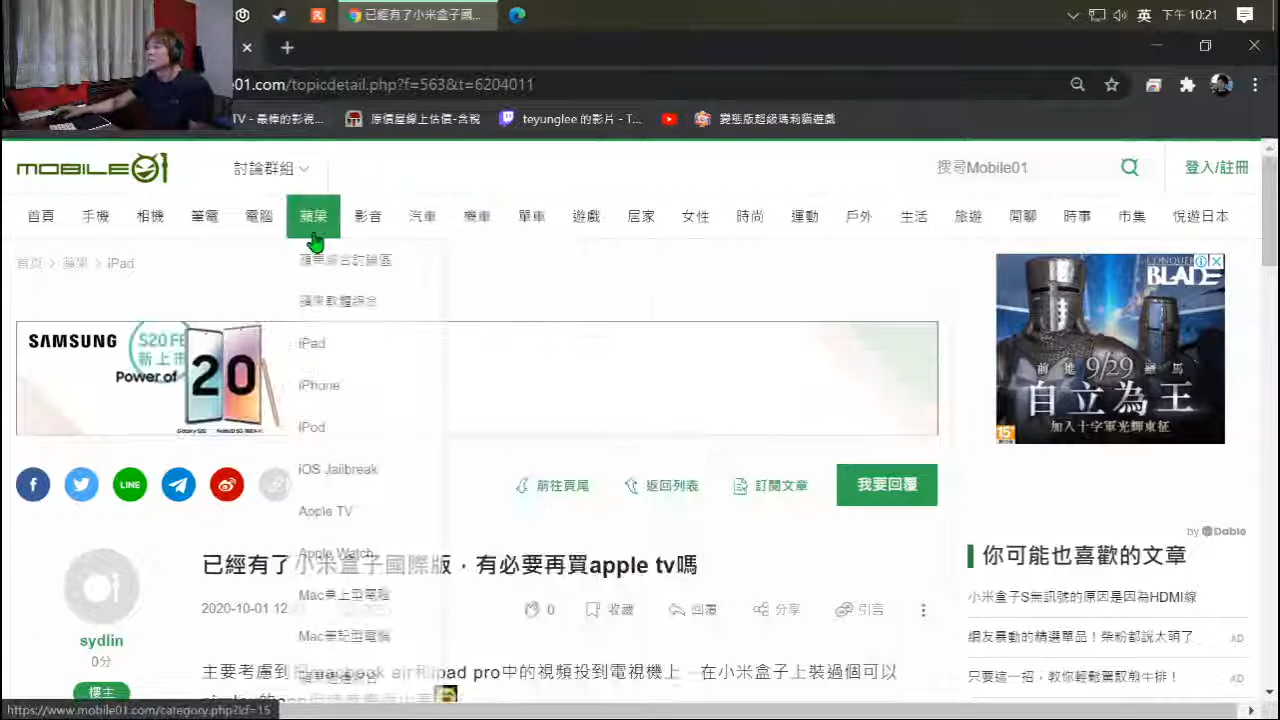 已經有了小米盒子國...
英 下午 10:21
01.com/topicdetail.php?f=563&t=6204011
TV - 最棒的影視...
原價屋線上估價-含稅
teyunglee 的影片 - T...
MOBILE01
討論群組
搜尋Mobile01
登入/註冊
首頁 手機 相機 筆電 電腦 蘋果 影音 汽車 機車 單車 遊戲 居家 女性 時尚 運動 戶外 生活 旅遊 閒聊 時事 市集 悅遊日本
首頁 > 蘋果 > iPad
蘋果綜合討論區
蘋果軟體綜合
iPad
iPhone
iPod
iOS Jailbreak
Apple TV
Apple Watch
Mac桌上型電腦
Mac筆記型電腦
SAMSUNG
S20 FE
新上市
Power of
20
CONQUER
BLADE
前進 9/29 羅馬
自立為王
加入十字軍光輝東征
15+
LINE
前往頁尾
返回列表
訂閱文章
我要回覆
by Dable
你可能也喜歡的文章
已經有了小米盒子國際版，有必要再買apple tv嗎
小米盒子S無訊號的原因是因為HDMI線
2020-10-01 12
0
收藏
回覆
分享
引言
網友暴動的精選單品！柴粉都說太萌了
AD
sydlin
0分
樓主
主要考慮到把macbook air和ipad pro中的視頻投到電視機上
在小米盒子上裝過個可以
只要這一招，教你輕鬆駕馭戰斧牛排！
AD
https://www.mobile01.com/category.php?id=15